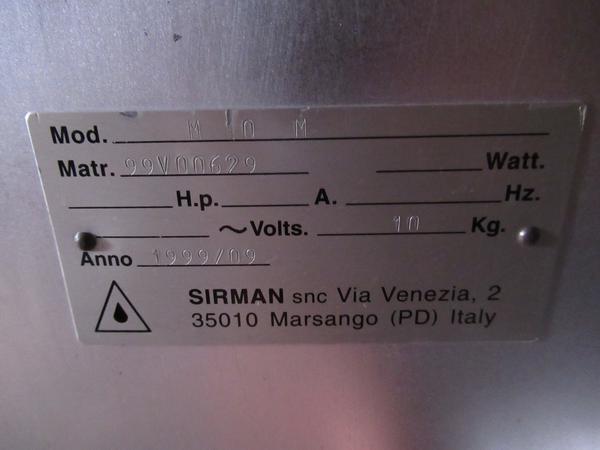 Mod. M 10 M
Matr. 99V00629 Watt.
H.p. A. Hz.
~Volts. 10 Kg.
Anno 1999/09
SIRMAN snc Via Venezia, 2
35010 Marsango (PD) Italy